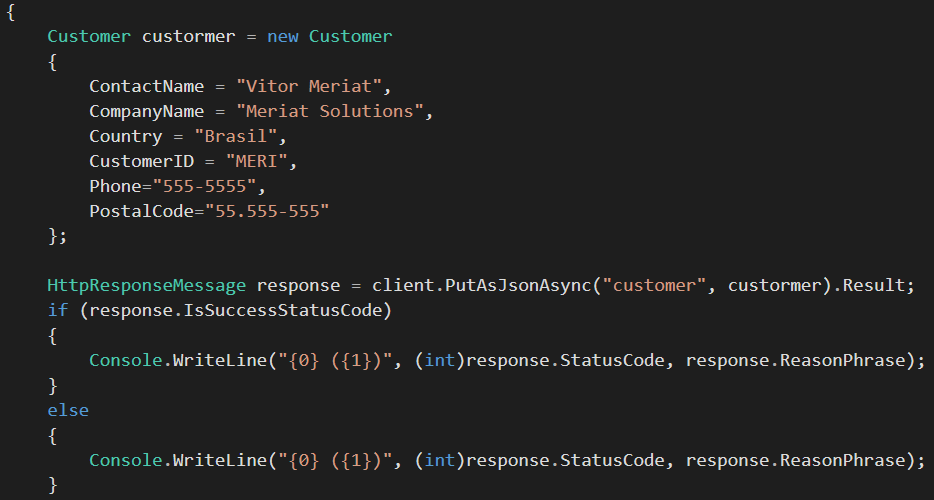 {
    Customer custormer = new Customer
    {
        ContactName = "Vitor Meriat",
        CompanyName = "Meriat Solutions",
        Country = "Brasil",
        CustomerID = "MERI",
        Phone="555-5555",
        PostalCode="55.555-555"
    };

    HttpResponseMessage response = client.PutAsJsonAsync("customer", custormer).Result;
    if (response.IsSuccessStatusCode)
    {
        Console.WriteLine("{0} ({1})", (int)response.StatusCode, response.ReasonPhrase);
    }
    else
    {
        Console.WriteLine("{0} ({1})", (int)response.StatusCode, response.ReasonPhrase);
    }